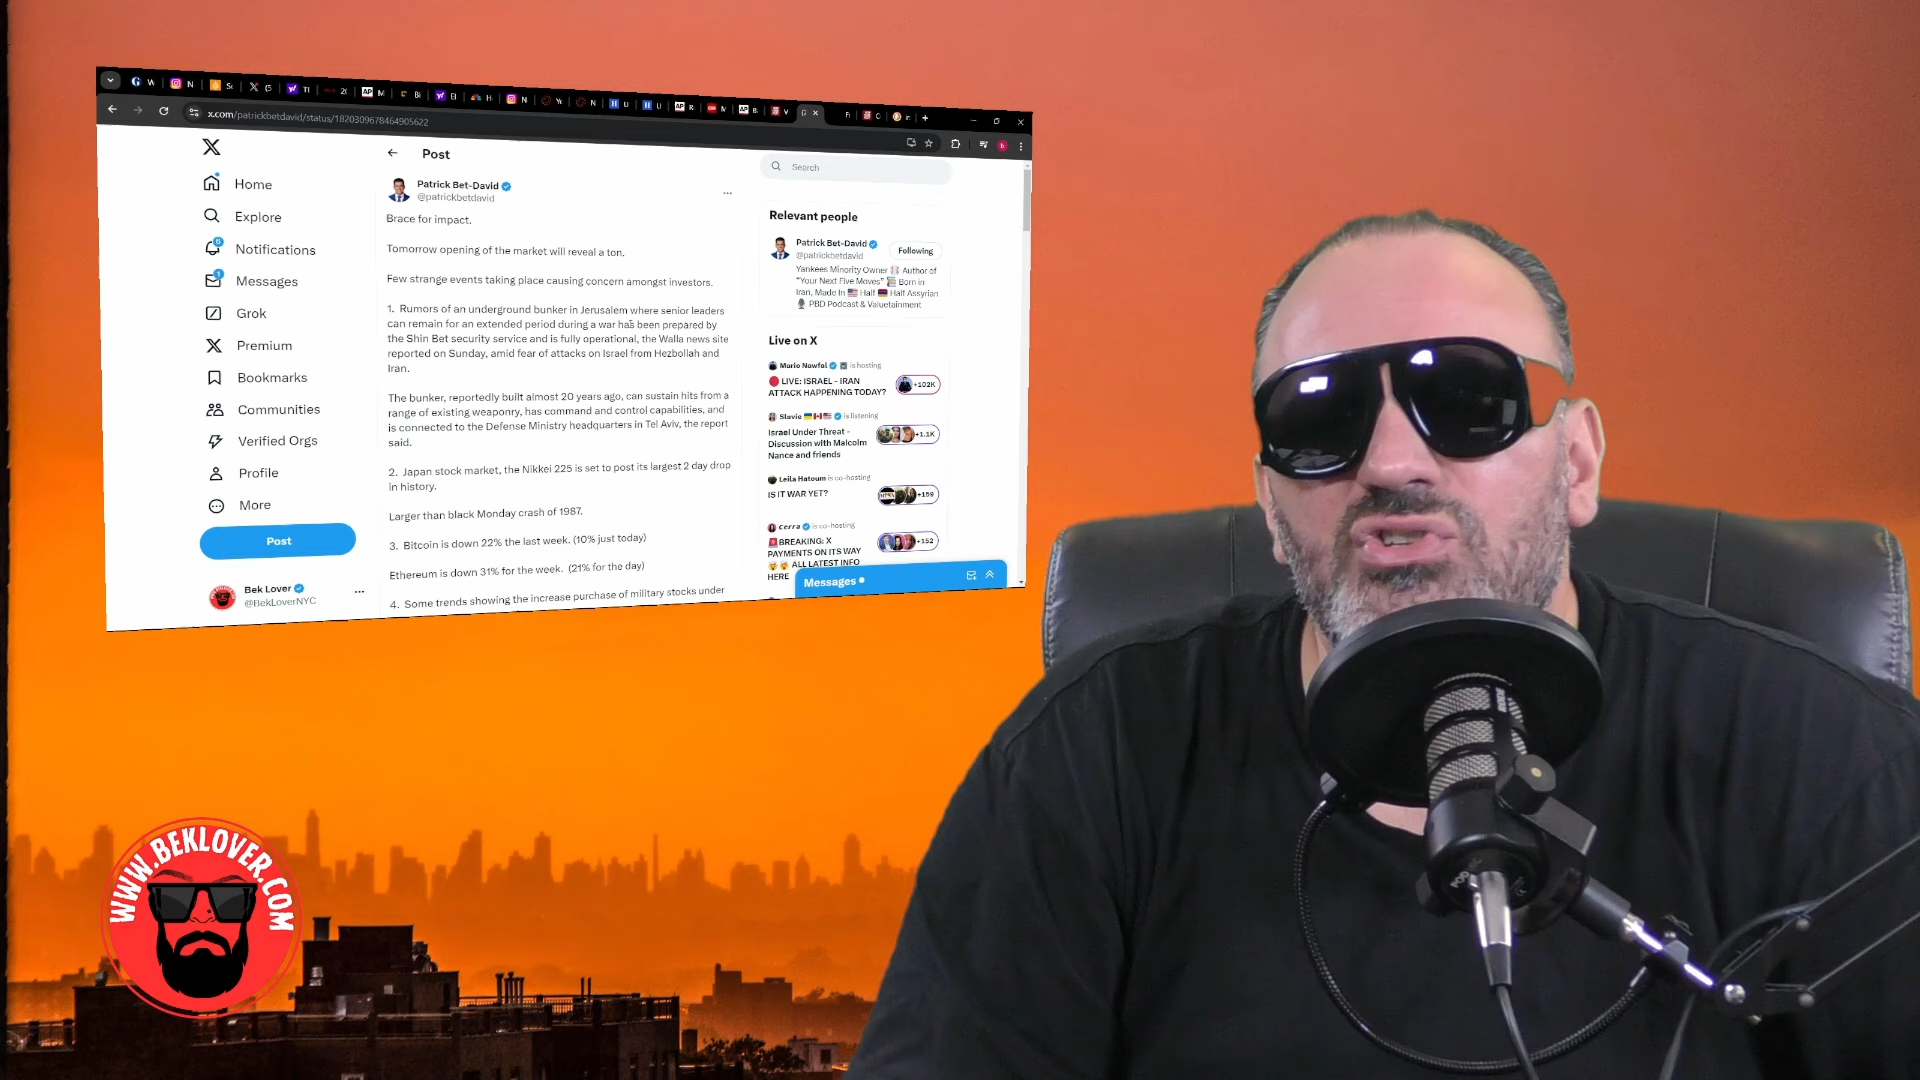 x.com/patrickbetdavid/status/1820309678464905622
Home
Explore
Notifications
Messages
Grok
Premium
Bookmarks
Communities
Verified Orgs
Profile
More
Post
Bek Lover
@BekLoverNYC
Post
Patrick Bet-David
@patrickbetdavid
Brace for impact.
Tomorrow opening of the market will reveal a ton.
Few strange events taking place causing concern amongst investors.
1. Rumors of an underground bunker in Jerusalem where senior leaders
can remain for an extended period during a war has been prepared by
the Shin Bet security service and is fully operational, the Walla news site
reported on Sunday, amid fear of attacks on Israel from Hezbollah and
Iran.
The bunker, reportedly built almost 20 years ago, can sustain hits from a
range of existing weaponry, has command and control capabilities, and
is connected to the Defense Ministry headquarters in Tel Aviv, the report
said.
2. Japan stock market, the Nikkei 225 is set to post its largest 2 day drop
in history.
Larger than black Monday crash of 1987.
3. Bitcoin is down 22% the last week. (10% just today)
Ethereum is down 31% for the week. (21% for the day)
4. Some trends showing the increase purchase of military stocks under
Search
Relevant people
Patrick Bet-David
@patrickbetdavid
Following
Yankees Minority Owner Author of
"Your Next Five Moves" Born in
Iran, Made In Half Half Assyrian
PBD Podcast & Valuetainment
Live on X
Mario Nawfal is hosting
LIVE: ISRAEL - IRAN
ATTACK HAPPENING TODAY?
+102K
Slavic is listening
Israel Under Threat -
Discussion with Malcolm
Nance and friends
+1.1K
Leila Hatoum is co-hosting
IS IT WAR YET?
+159
Cerra is co-hosting
BREAKING: X
PAYMENTS ON ITS WAY
ALL LATEST INFO
HERE
+152
Messages
WWW.BEKLOVER.COM